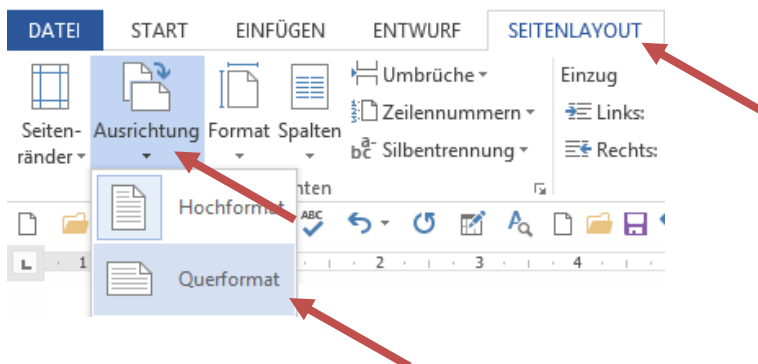 DATEI START EINFÜGEN ENTWURF SEITENLAYOUT
Umbrüche Einzug
Zeilennummern Links:
Seiten- Ausrichtung Format Spalten
ränder Silbentrennung Rechts:
Hochformat
ABC
1 2 3 4
Querformat